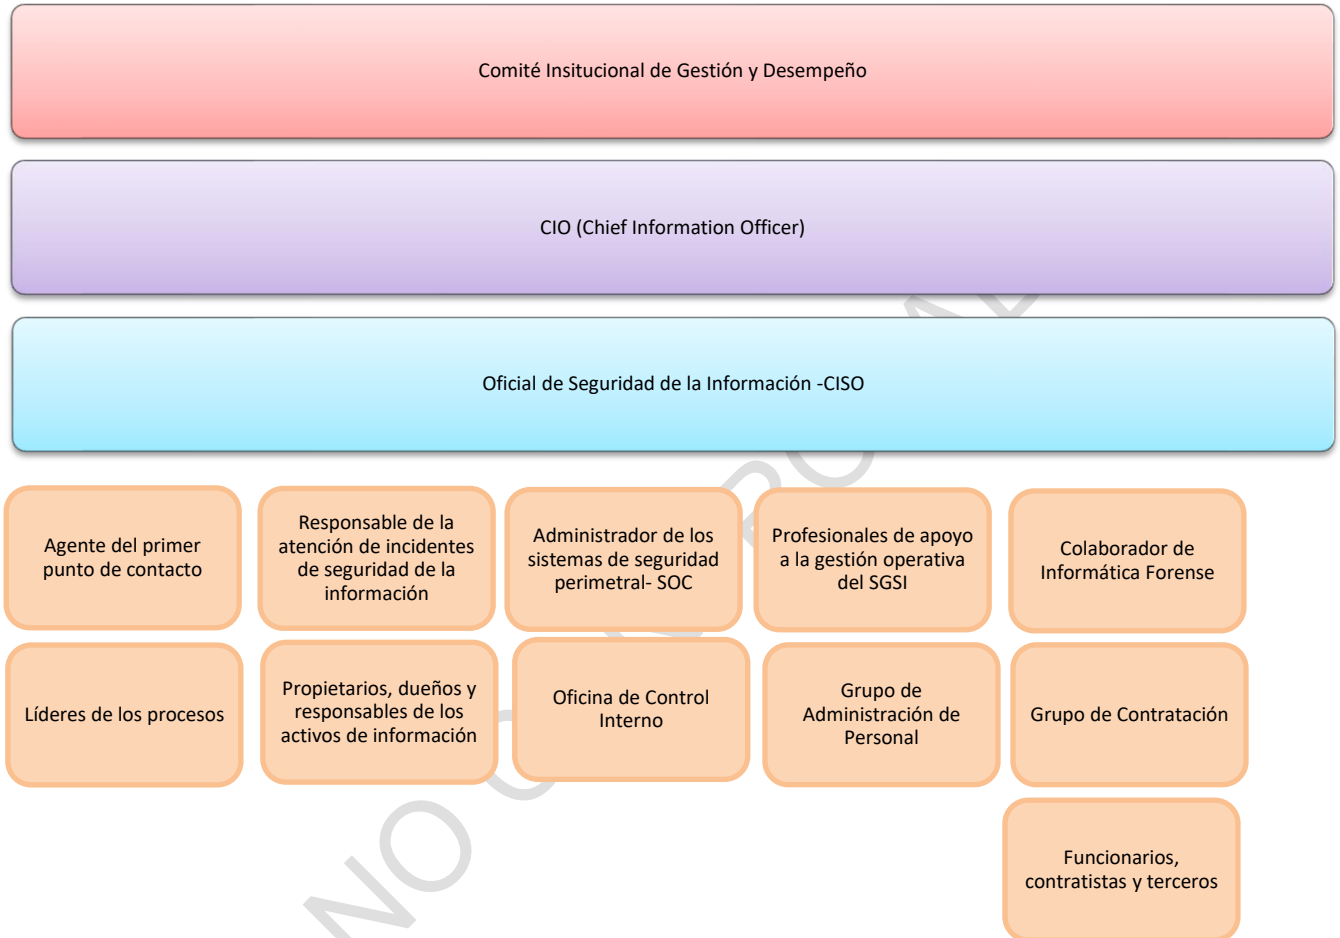 Comité Insitucional de Gestión y Desempeño
CIO (Chief Information Officer)
Oficial de Seguridad de la Información -CISO
Agente del primer
punto de contacto
Responsable de la
atención de incidentes
de seguridad de la
información
Administrador de los
sistemas de seguridad
perimetral- SOC
Profesionales de apoyo
a la gestión operativa
del SGSI
Colaborador de
Informática Forense
Líderes de los procesos
Propietarios, dueños y
responsables de los
activos de información
Oficina de Control
Interno
Grupo de
Administración de
Personal
Grupo de Contratación
Funcionarios,
contratistas y terceros
NO